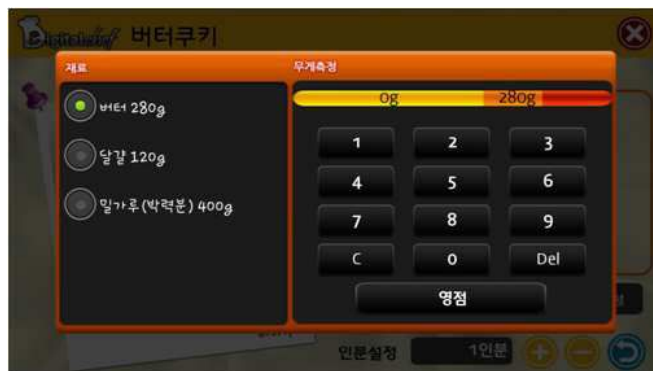 버터쿠키
재료
무게측정
버터 280g
달걀 120g
밀가루(박력분) 400g
0g 280g
1 2 3
4 5 6
7 8 9
C 0 Del
영점
인분설정 1인분